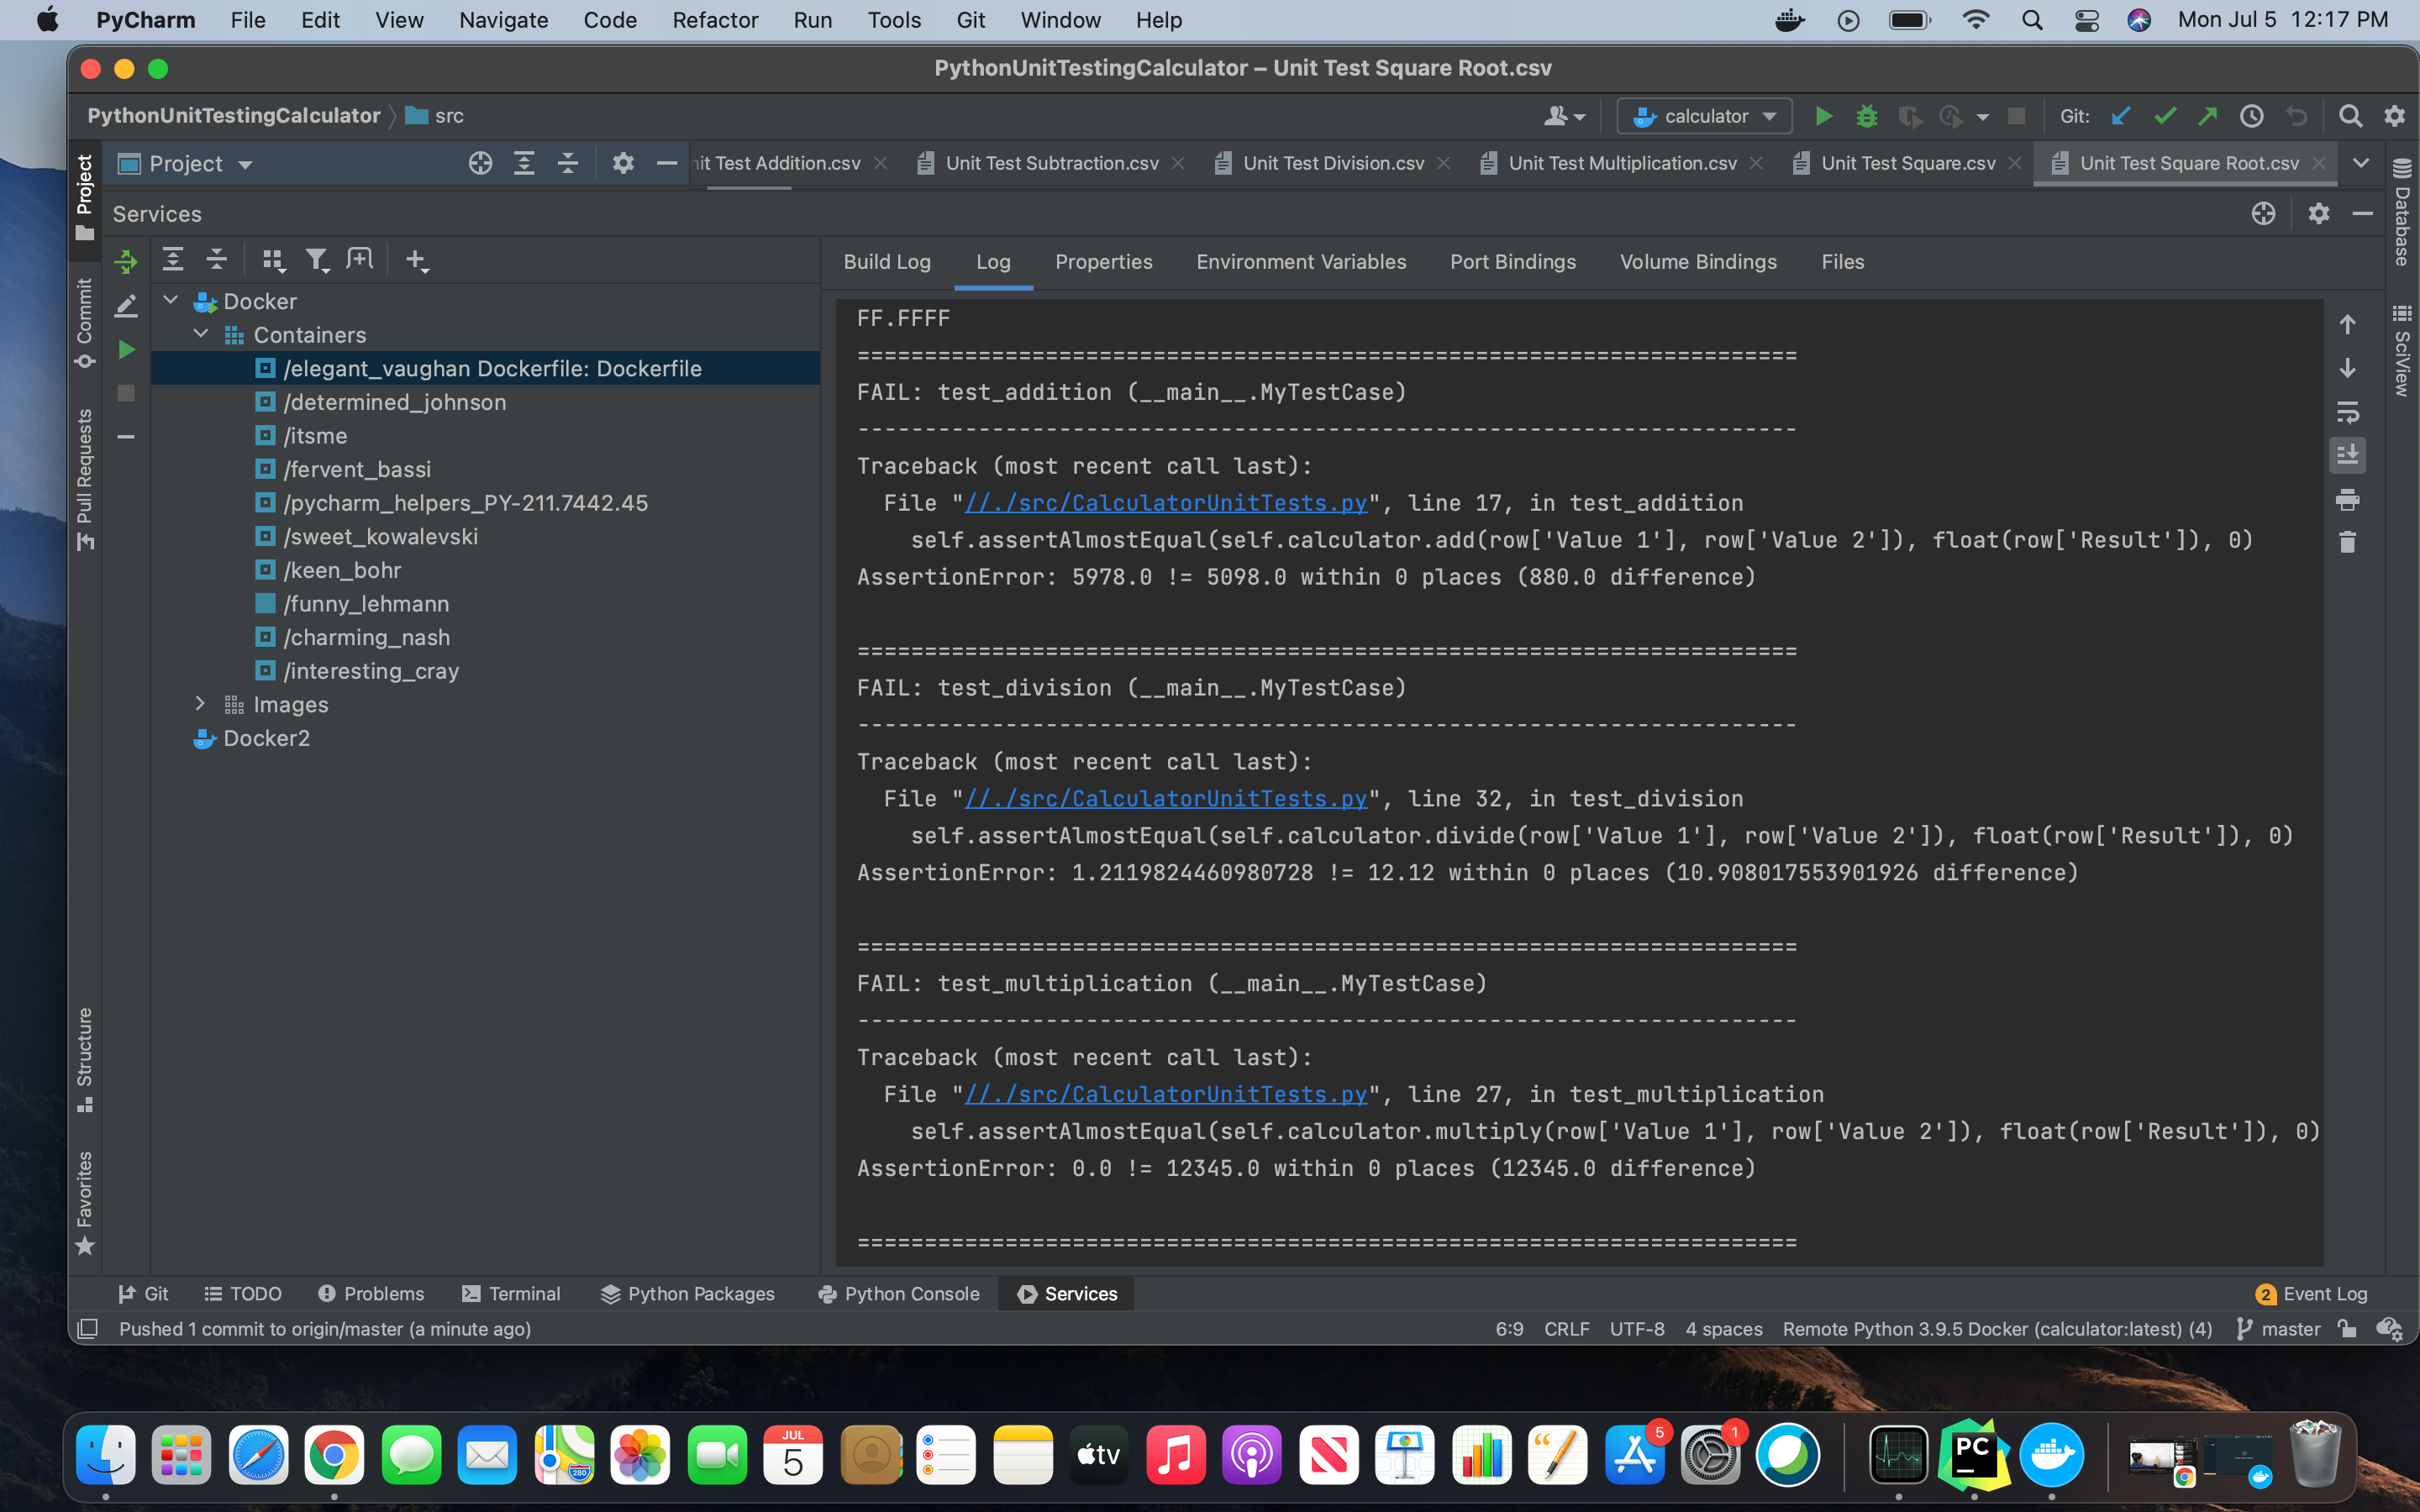 PyCharm File Edit View Navigate Code Refactor Run Tools Git Window Help Mon Jul 5 12:17 PM
PythonUnitTestingCalculator – Unit Test Square Root.csv
PythonUnitTestingCalculator src calculator Git:
Project
Project it Test Addition.csv Unit Test Subtraction.csv Unit Test Division.csv Unit Test Multiplication.csv Unit Test Square.csv Unit Test Square Root.csv
Database
Services
Build Log Log Properties Environment Variables Port Bindings Volume Bindings Files
Commit
Pull Requests
Structure
Favorites
SciView
Docker
Containers
/elegant_vaughan Dockerfile: Dockerfile
/determined_johnson
/itsme
/fervent_bassi
/pycharm_helpers_PY-211.7442.45
/sweet_kowalevski
/keen_bohr
/funny_lehmann
/charming_nash
/interesting_cray
Images
Docker2
FF.FFFF
======================================================================
FAIL: test_addition (__main__.MyTestCase)
----------------------------------------------------------------------
Traceback (most recent call last):
File "//./src/CalculatorUnitTests.py", line 17, in test_addition
self.assertAlmostEqual(self.calculator.add(row['Value 1'], row['Value 2']), float(row['Result']), 0)
AssertionError: 5978.0 != 5098.0 within 0 places (880.0 difference)
======================================================================
FAIL: test_division (__main__.MyTestCase)
----------------------------------------------------------------------
Traceback (most recent call last):
File "//./src/CalculatorUnitTests.py", line 32, in test_division
self.assertAlmostEqual(self.calculator.divide(row['Value 1'], row['Value 2']), float(row['Result']), 0)
AssertionError: 1.2119824460980728 != 12.12 within 0 places (10.908017553901926 difference)
======================================================================
FAIL: test_multiplication (__main__.MyTestCase)
----------------------------------------------------------------------
Traceback (most recent call last):
File "//./src/CalculatorUnitTests.py", line 27, in test_multiplication
self.assertAlmostEqual(self.calculator.multiply(row['Value 1'], row['Value 2']), float(row['Result']), 0)
AssertionError: 0.0 != 12345.0 within 0 places (12345.0 difference)
======================================================================
Git TODO Problems Terminal Python Packages Python Console Services 2 Event Log
Pushed 1 commit to origin/master (a minute ago) 6:9 CRLF UTF-8 4 spaces Remote Python 3.9.5 Docker (calculator:latest) (4) master
280 JUL 5 tv 5 1 PC